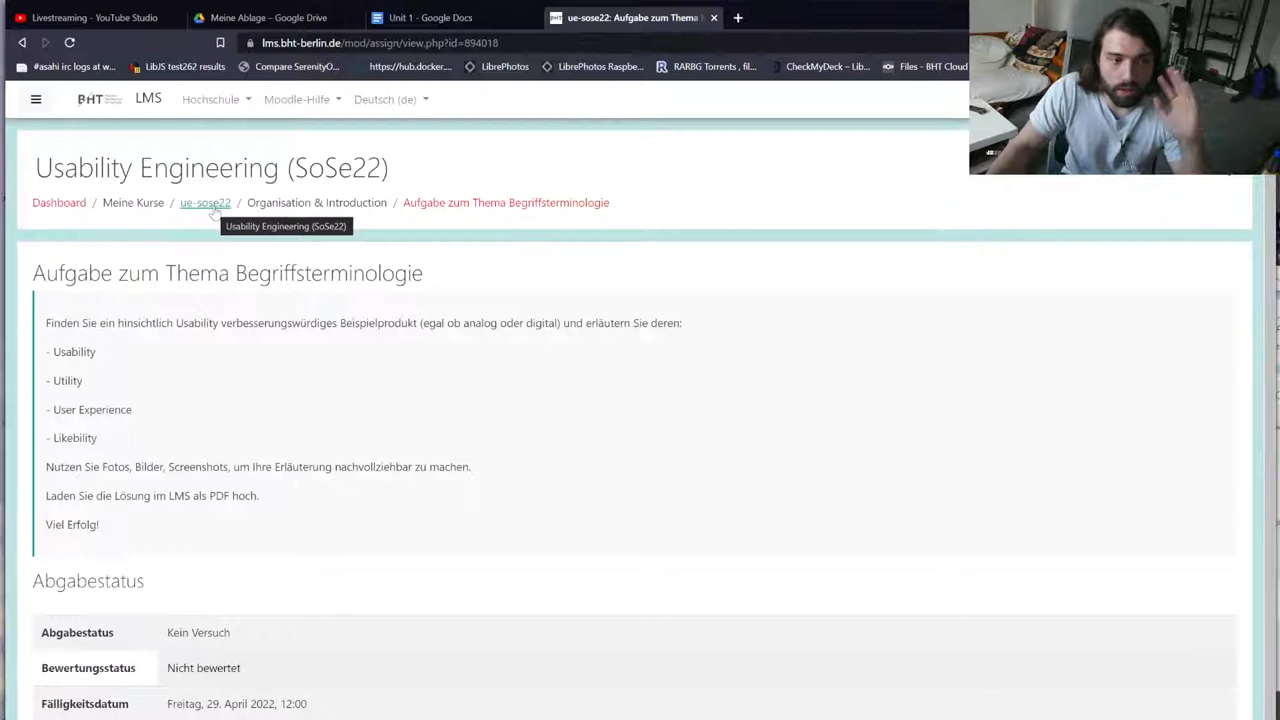 Livestreaming - YouTube Studio
Meine Ablage – Google Drive
Unit 1 - Google Docs
BHT ue-sose22: Aufgabe zum Thema
lms.bht-berlin.de/mod/assign/view.php?id=894018
#asahi irc logs at w...
LibJS test262 results
Compare SerenityO...
https://hub.docker....
LibrePhotos
LibrePhotos Raspbe...
RARBG Torrents , fil...
CheckMyDeck – Lib...
Files - BHT Cloud
BHT
LMS
Hochschule
Moodle-Hilfe
Deutsch (de)
Usability Engineering (SoSe22)
Dashboard / Meine Kurse / ue-sose22 / Organisation & Introduction / Aufgabe zum Thema Begriffsterminologie
Usability Engineering (SoSe22)
Aufgabe zum Thema Begriffsterminologie
Finden Sie ein hinsichtlich Usability verbesserungswürdiges Beispielprodukt (egal ob analog oder digital) und erläutern Sie deren:
- Usability
- Utility
- User Experience
- Likebility
Nutzen Sie Fotos, Bilder, Screenshots, um Ihre Erläuterung nachvollziehbar zu machen.
Laden Sie die Lösung im LMS als PDF hoch.
Viel Erfolg!
Abgabestatus
Abgabestatus Kein Versuch
Bewertungsstatus Nicht bewertet
Fälligkeitsdatum Freitag, 29. April 2022, 12:00